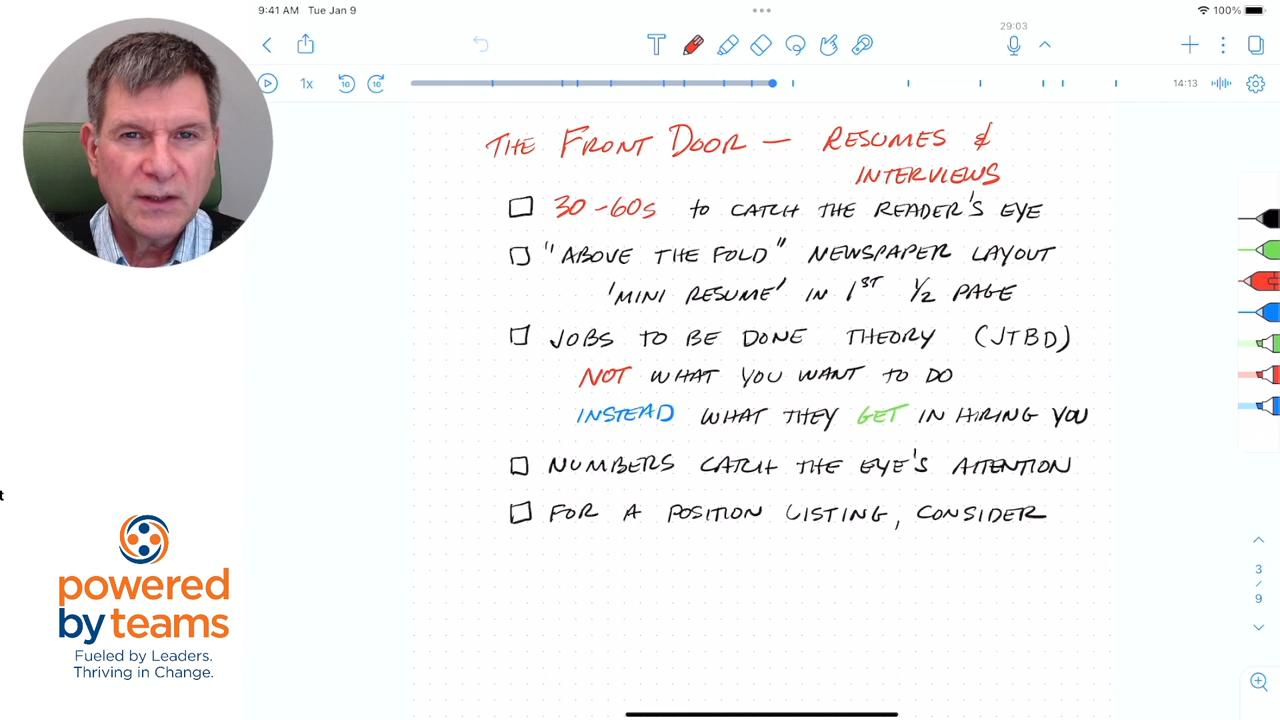 9:41 AM Tue Jan 9
100%
29:03
1x
10
10
14:13
THE FRONT DOOR — RESUMES &
INTERVIEWS
30-60s to CATCH THE READER'S EYE
"ABOVE THE FOLD" NEWSPAPER LAYOUT
'MINI RESUME' IN 1ST 1/2 PAGE
JOBS TO BE DONE THEORY (JTBD)
NOT WHAT YOU WANT TO DO
INSTEAD WHAT THEY GET IN HIRING YOU
NUMBERS CATCH THE EYE'S ATTENTION
FOR A POSITION LISTING, CONSIDER
t
powered
by teams
Fueled by Leaders.
Thriving in Change.
3
/
9